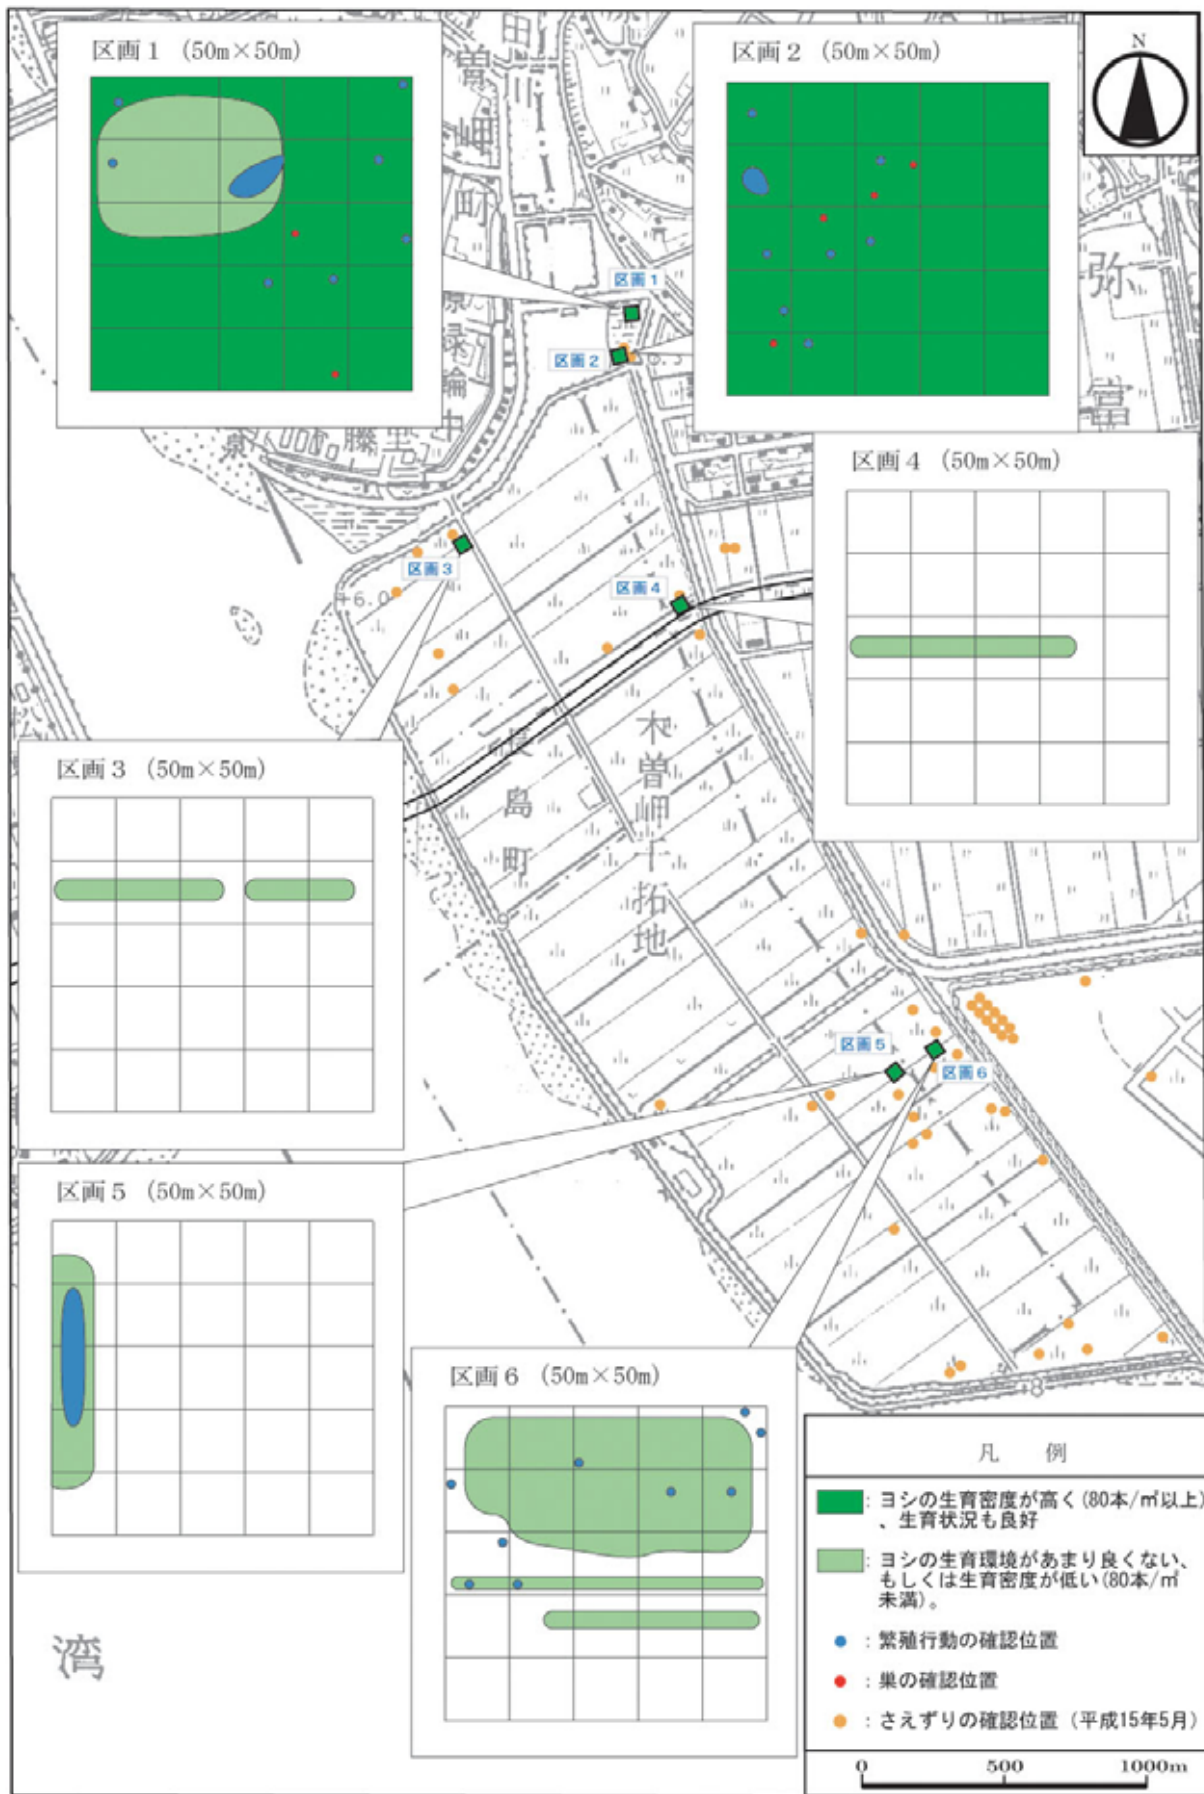 区画1 (50m×50m)
区画2 (50m×50m)
N
区画1
区画2
弥
富
区画4 (50m×50m)
区画3
+6.0
区画4
木曽岬干拓地
長島町
区画3 (50m×50m)
区画5
区画6
区画5 (50m×50m)
区画6 (50m×50m)
湾
凡 例
:ヨシの生育密度が高く(80本/㎡以上)
、生育状況も良好
:ヨシの生育環境があまり良くない、
もしくは生育密度が低い(80本/㎡
未満)。
:繁殖行動の確認位置
:巣の確認位置
:さえずりの確認位置(平成15年5月)
0 500 1000m